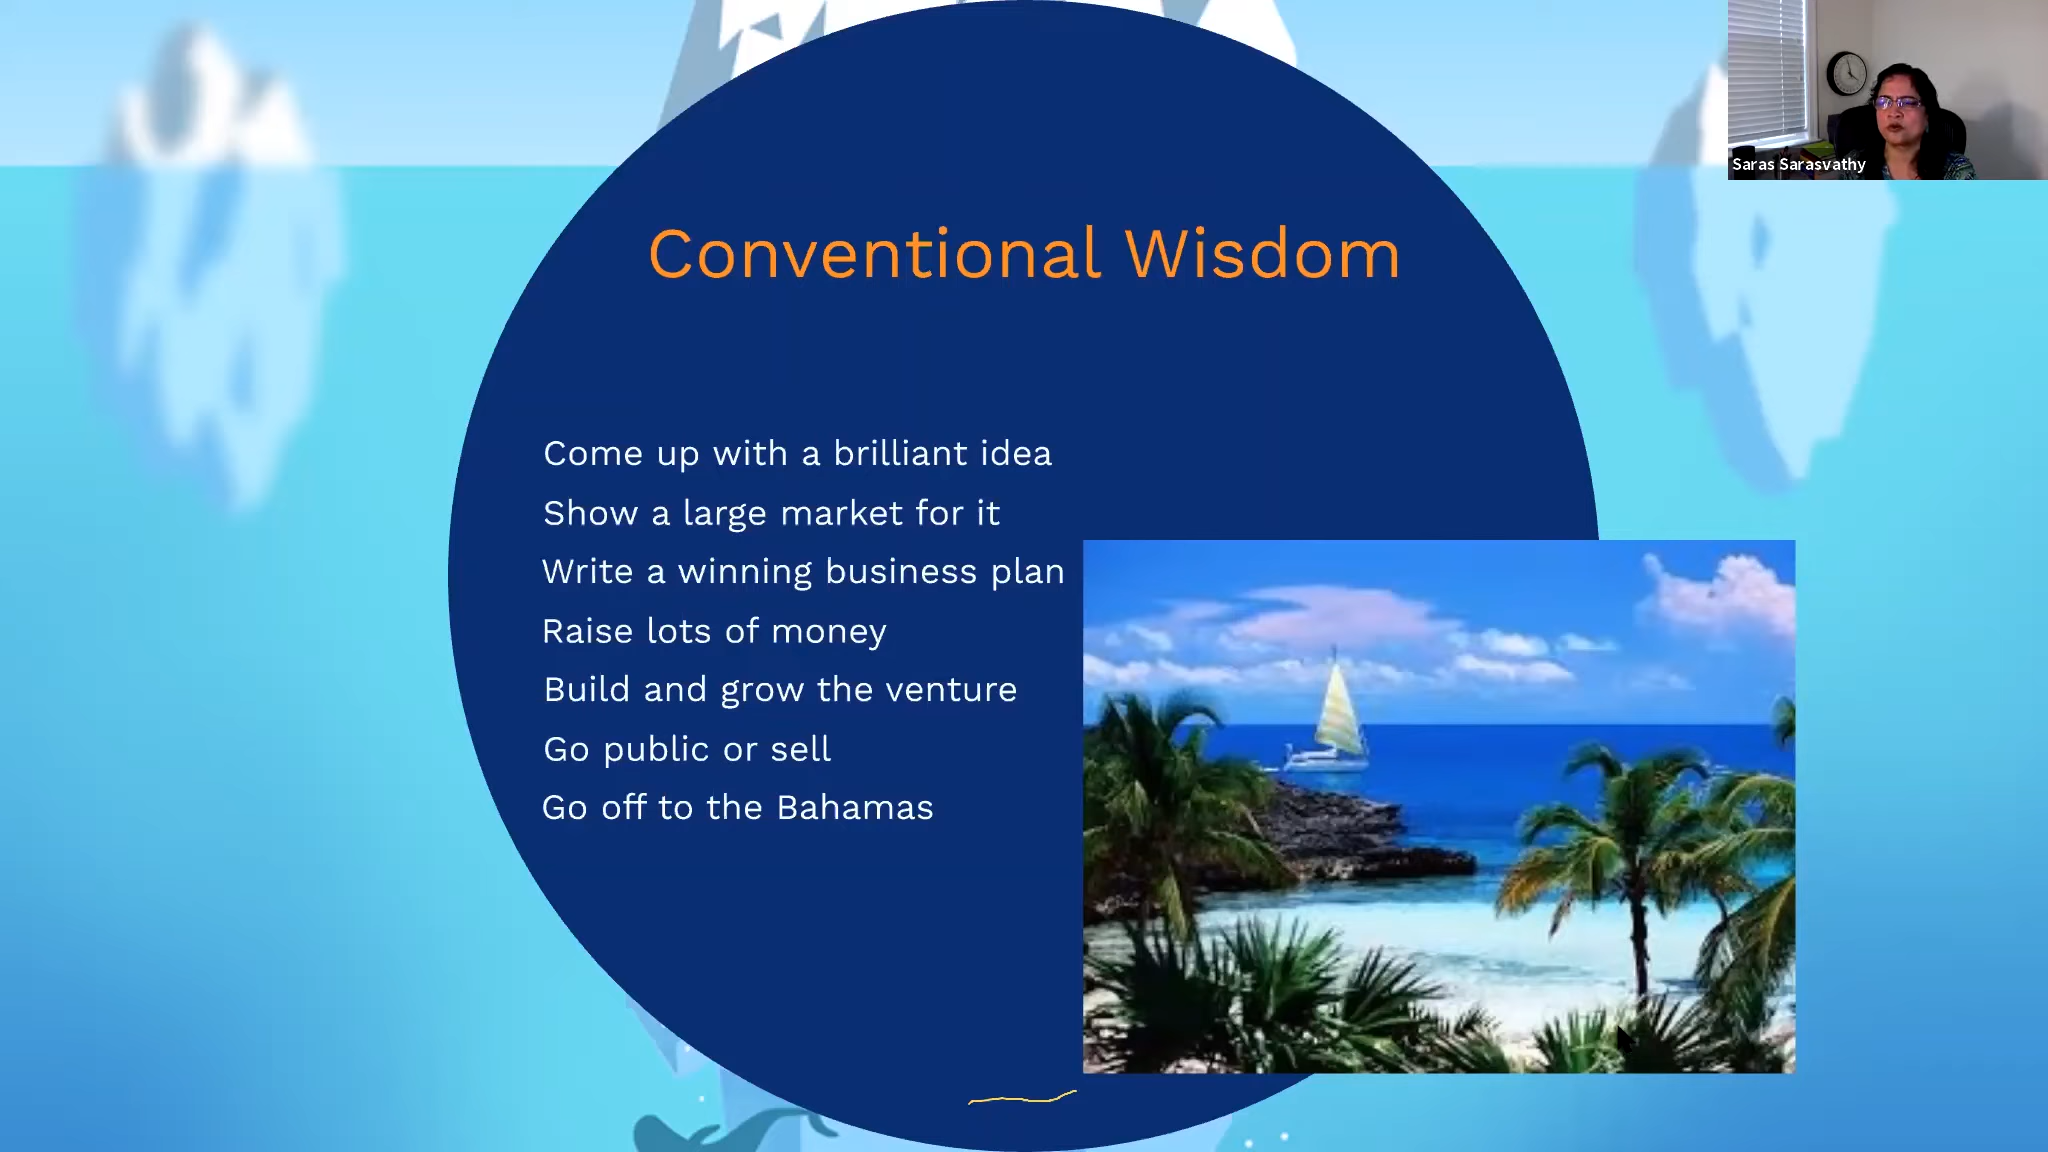 Conventional Wisdom
Come up with a brilliant idea
Show a large market for it
Write a winning business plan
Raise lots of money
Build and grow the venture
Go public or sell
Go off to the Bahamas
Saras Sarasvathy